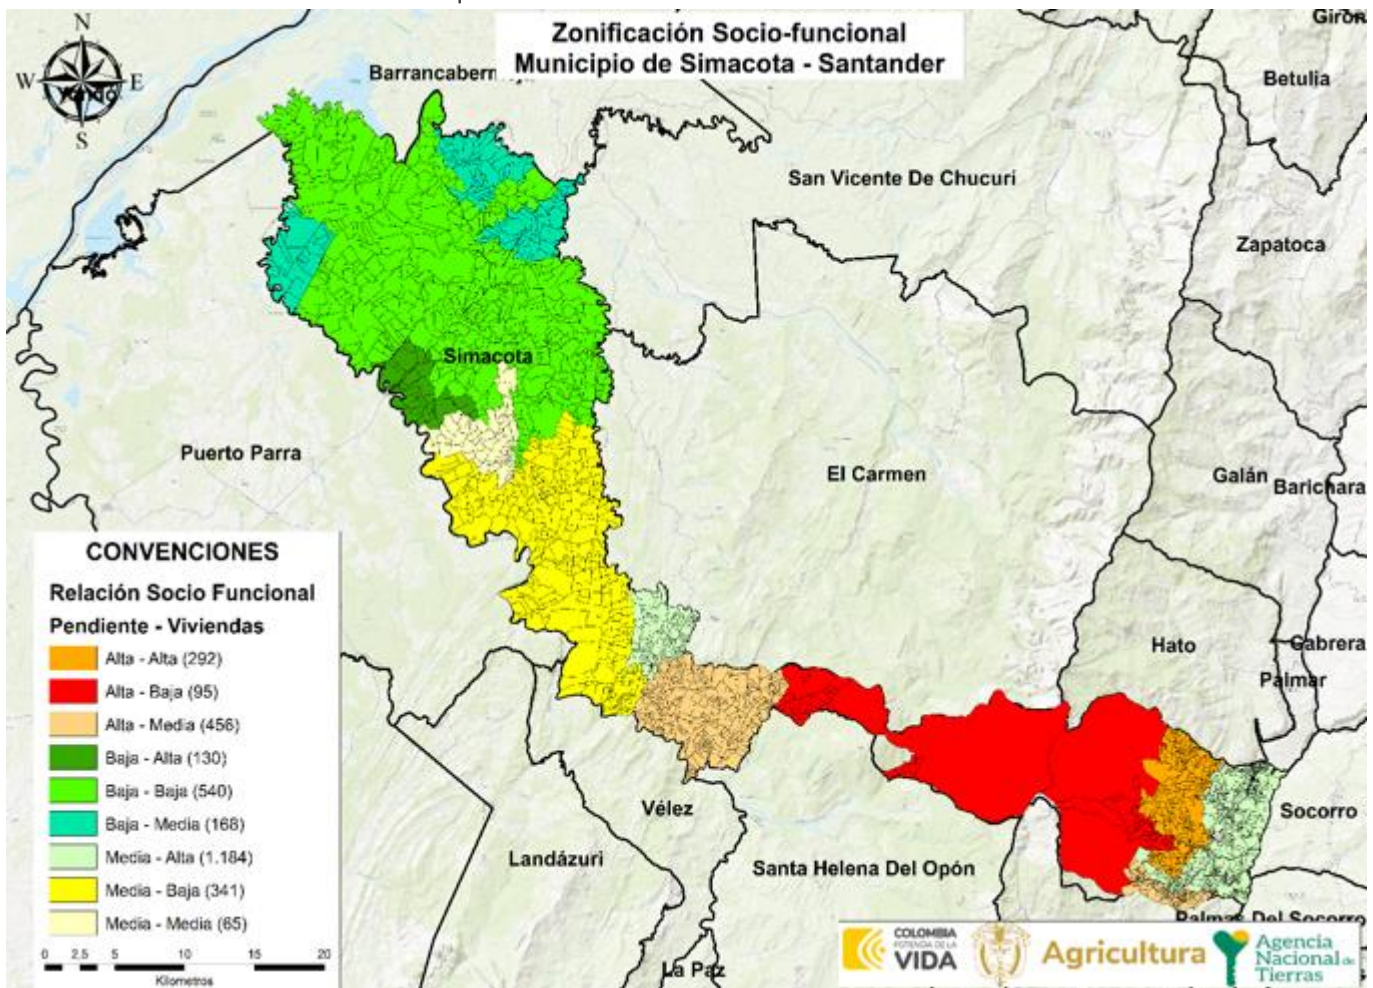 Zonificación Socio-funcional
Municipio de Simacota - Santander
N
W
E
S
Girón
Betulia
San Vicente De Chucurí
Zapatoca
Simacota
Puerto Parra
El Carmen
Galán
Barichara
Hato
Cabrera
Palmar
Vélez
Socorro
Landázuri
Santa Helena Del Opón
Palmas Del Socorro
La Paz
CONVENCIONES
Relación Socio Funcional
Pendiente - Viviendas
Alta - Alta (292)
Alta - Baja (95)
Alta - Media (456)
Baja - Alta (130)
Baja - Baja (540)
Baja - Media (168)
Media - Alta (1.184)
Media - Baja (341)
Media - Media (65)
0 2.5 5 10 15 20
Kilometros
COLOMBIA
POTENCIA DE LA
VIDA
Agricultura
Agencia
Nacional de
Tierras